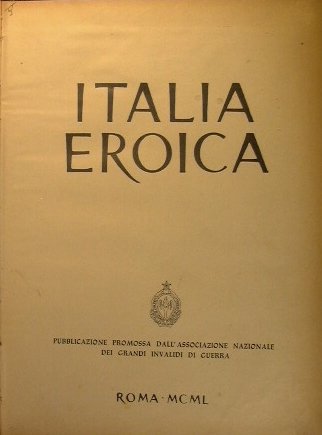 ITALIA
EROICA
PUBBLICAZIONE PROMOSSA DALL'ASSOCIAZIONE NAZIONALE
DEI GRANDI INVALIDI DI GUERRA
ROMA · MCML